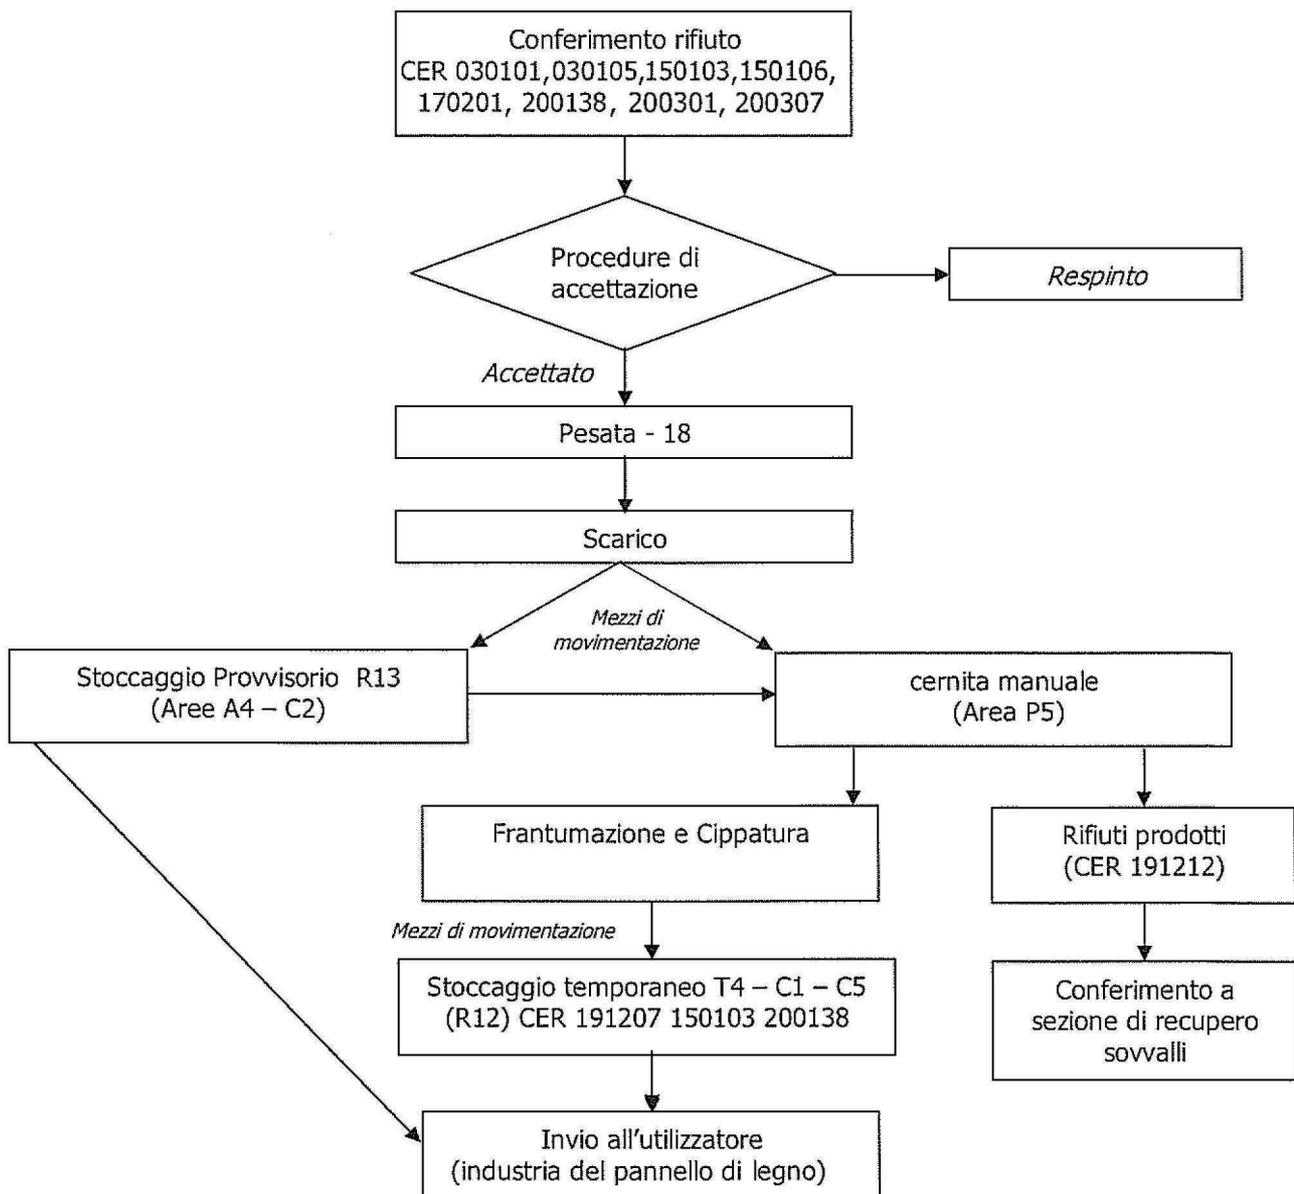 Conferimento rifiuto
CER 030101,030105,150103,150106,
170201, 200138, 200301, 200307
Procedure di
accettazione
Respinto
Accettato
Pesata - 18
Scarico
Mezzi di
movimentazione
Stoccaggio Provvisorio R13
(Aree A4 – C2)
cernita manuale
(Area P5)
Frantumazione e Cippatura
Rifiuti prodotti
(CER 191212)
Mezzi di movimentazione
Stoccaggio temporaneo T4 – C1 – C5
(R12) CER 191207 150103 200138
Conferimento a
sezione di recupero
sovvalli
Invio all'utilizzatore
(industria del pannello di legno)